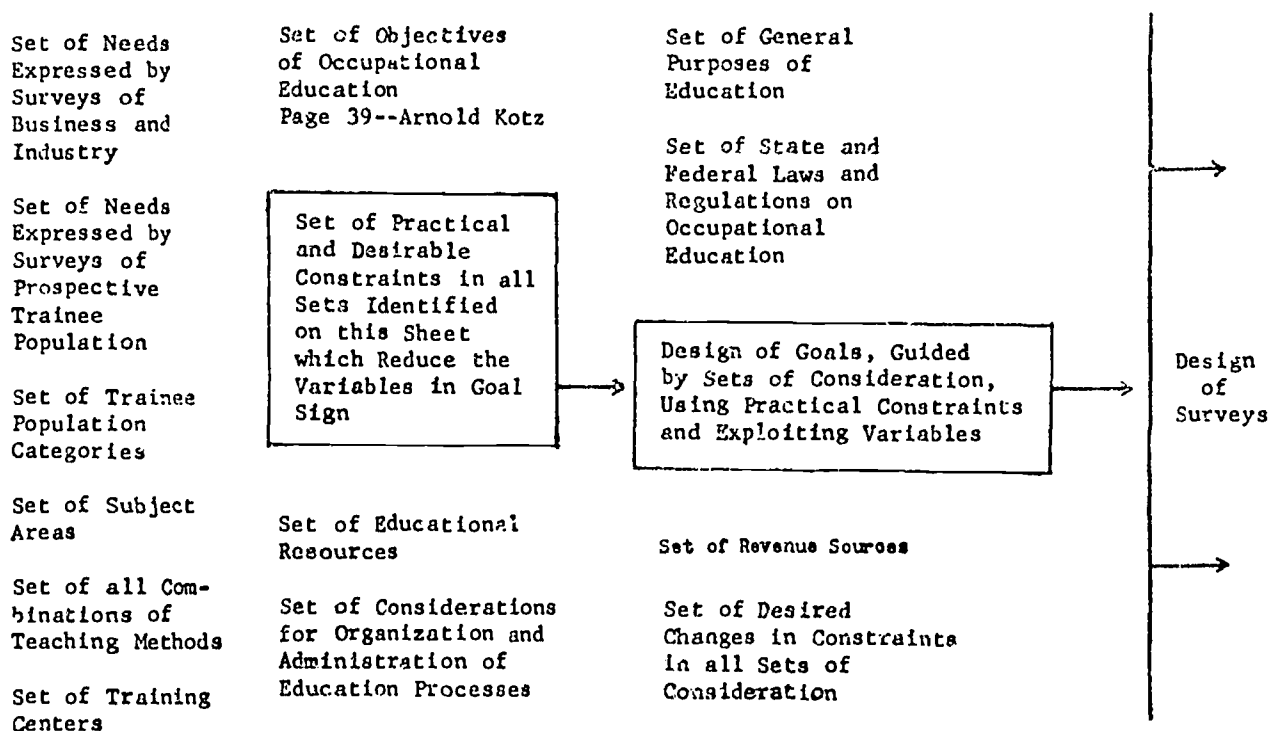 Set of Needs
Expressed by
Surveys of
Business and
Industry
Set of Needs
Expressed by
Surveys of
Prospective
Trainee
Population
Set of Trainee
Population
Categories
Set of Subject
Areas
Set of all Com-
binations of
Teaching Methods
Set of Training
Centers
Set of Objectives
of Occupational
Education
Page 39--Arnold Kotz
Set of Practical
and Desirable
Constraints in all
Sets Identified
on this Sheet
which Reduce the
Variables in Goal
Sign
Set of Educational
Resources
Set of Considerations
for Organization and
Administration of
Education Processes
Set of General
Purposes of
Education
Set of State and
Federal Laws and
Regulations on
Occupational
Education
Design of Goals, Guided
by Sets of Consideration,
Using Practical Constraints
and Exploiting Variables
Set of Revenue Sources
Set of Desired
Changes in Constraints
in all Sets of
Consideration
Design
of
Surveys